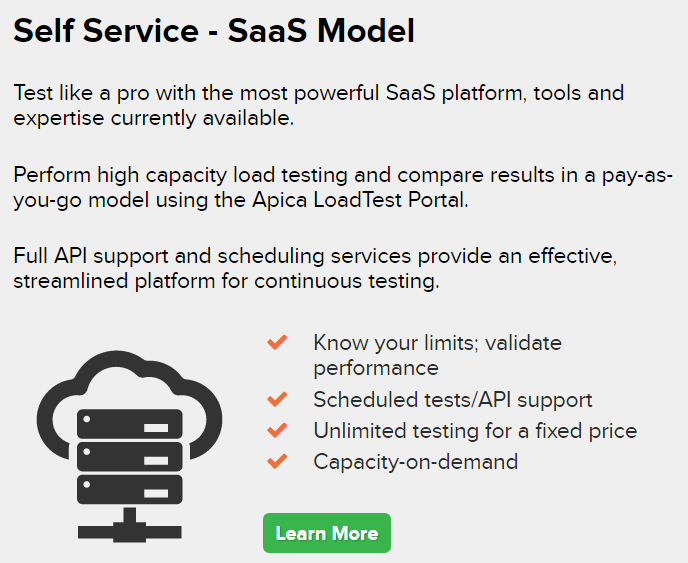 Self Service - SaaS Model
Test like a pro with the most powerful SaaS platform, tools and
expertise currently available.
Perform high capacity load testing and compare results in a pay-as-
you-go model using the Apica LoadTest Portal.
Full API support and scheduling services provide an effective,
streamlined platform for continuous testing.
Know your limits; validate
performance
Scheduled tests/API support
Unlimited testing for a fixed price
Capacity-on-demand
Learn More